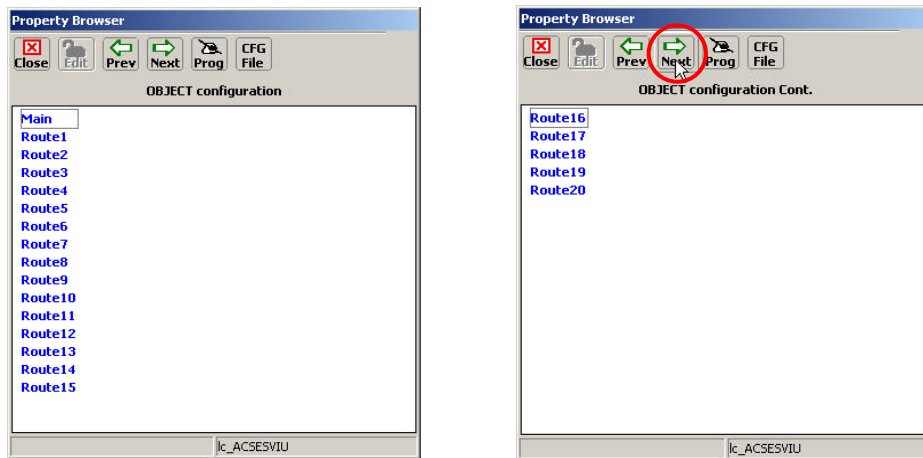 Property Browser
Close Edit Prev Next Prog CFG File
OBJECT configuration
Main
Route1
Route2
Route3
Route4
Route5
Route6
Route7
Route8
Route9
Route10
Route11
Route12
Route13
Route14
Route15
lc_ACSESVIU
Property Browser
Close Edit Prev Next Prog CFG File
OBJECT configuration Cont.
Route16
Route17
Route18
Route19
Route20
lc_ACSESVIU